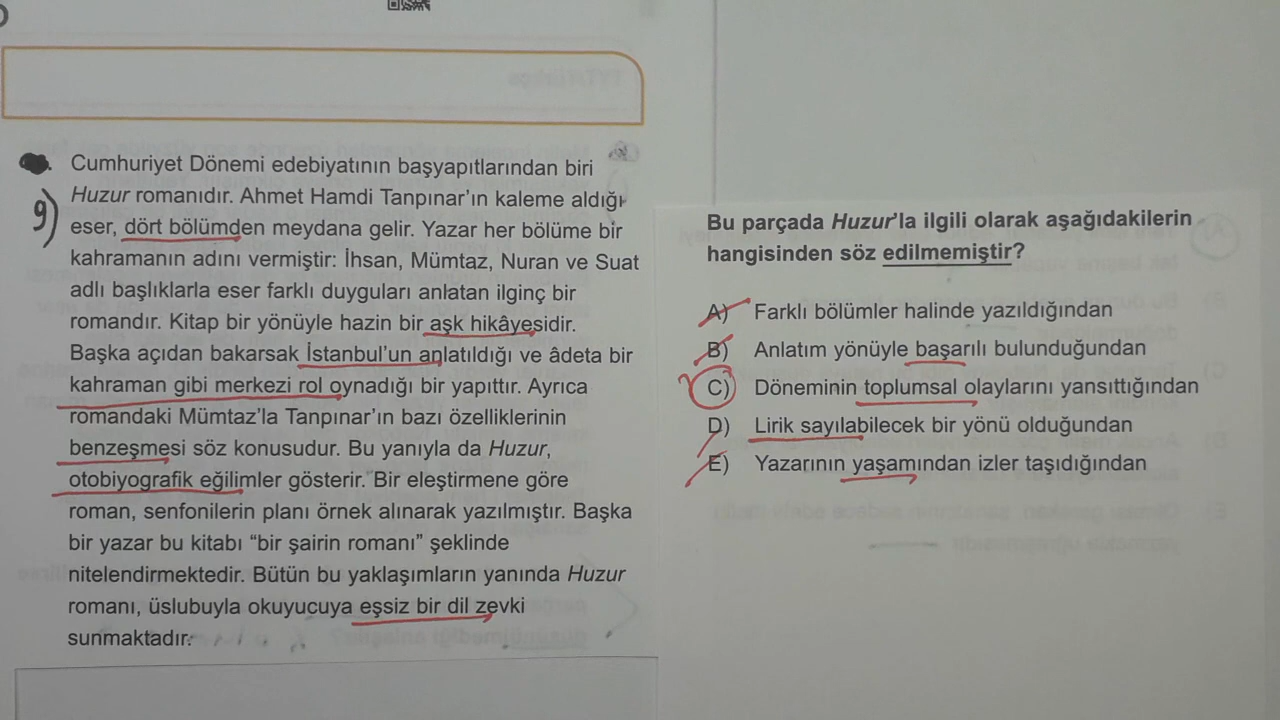 9)
Cumhuriyet Dönemi edebiyatının başyapıtlarından biri
Huzur romanıdır. Ahmet Hamdi Tanpınar'ın kaleme aldığı
eser, dört bölümden meydana gelir. Yazar her bölüme bir
kahramanın adını vermiştir: İhsan, Mümtaz, Nuran ve Suat
adlı başlıklarla eser farklı duyguları anlatan ilginç bir
romandır. Kitap bir yönüyle hazin bir aşk hikâyesidir.
Başka açıdan bakarsak İstanbul'un anlatıldığı ve âdeta bir
kahraman gibi merkezi rol oynadığı bir yapıttır. Ayrıca
romandaki Mümtaz'la Tanpınar'ın bazı özelliklerinin
benzeşmesi söz konusudur. Bu yanıyla da Huzur,
otobiyografik eğilimler gösterir. Bir eleştirmene göre
roman, senfonilerin planı örnek alınarak yazılmıştır. Başka
bir yazar bu kitabı “bir şairin romanı” şeklinde
nitelendirmektedir. Bütün bu yaklaşımların yanında Huzur
romanı, üslubuyla okuyucuya eşsiz bir dil zevki
sunmaktadır.
Bu parçada Huzur'la ilgili olarak aşağıdakilerin
hangisinden söz edilmemiştir?
A) Farklı bölümler halinde yazıldığından
B) Anlatım yönüyle başarılı bulunduğundan
C) Döneminin toplumsal olaylarını yansıttığından
D) Lirik sayılabilecek bir yönü olduğundan
E) Yazarının yaşamından izler taşıdığından